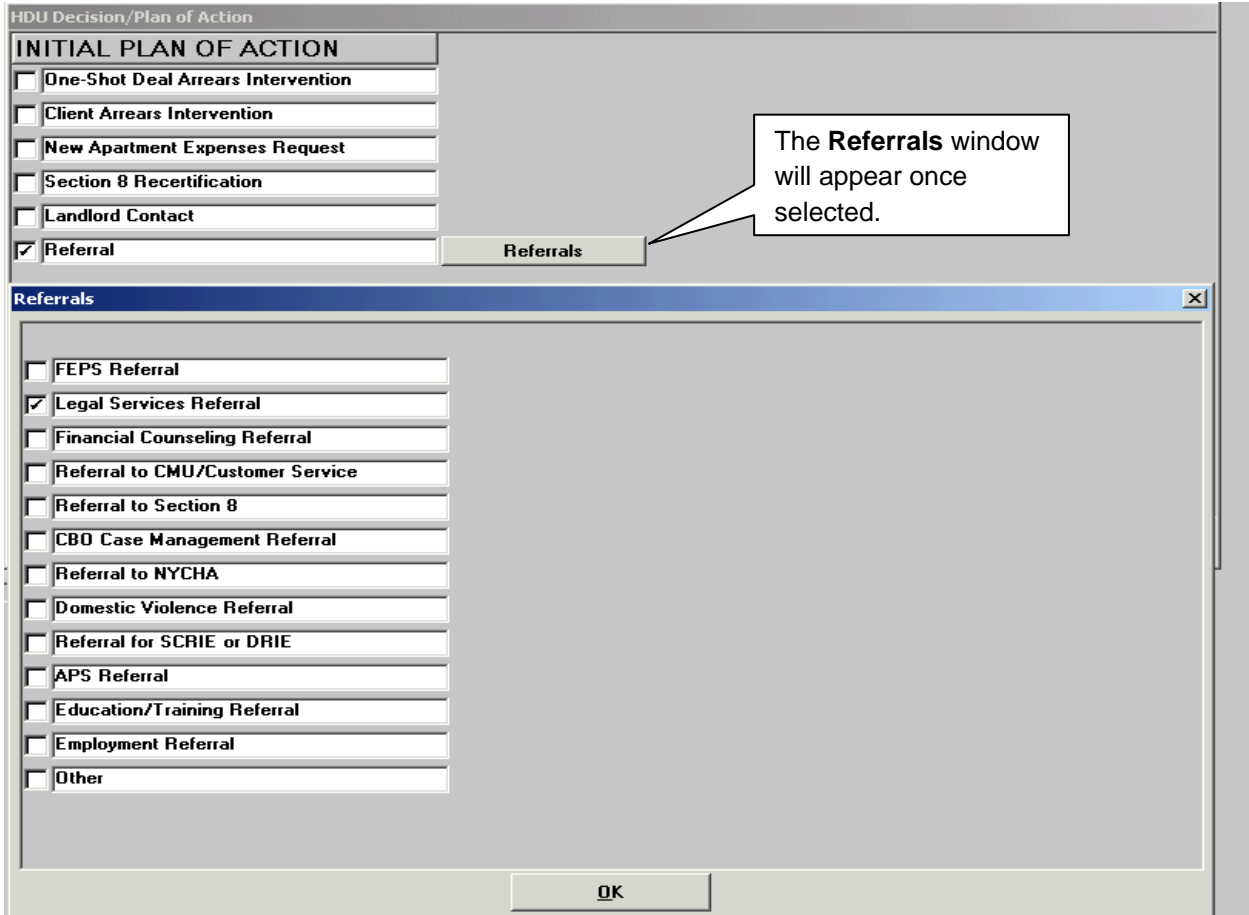 HDU Decision/Plan of Action
INITIAL PLAN OF ACTION
One-Shot Deal Arrears Intervention
Client Arrears Intervention
New Apartment Expenses Request
Section 8 Recertification
Landlord Contact
Referral
Referrals
The Referrals window
will appear once
selected.
Referrals
FEPS Referral
Legal Services Referral
Financial Counseling Referral
Referral to CMU/Customer Service
Referral to Section 8
CBO Case Management Referral
Referral to NYCHA
Domestic Violence Referral
Referral for SCRIE or DRIE
APS Referral
Education/Training Referral
Employment Referral
Other
OK